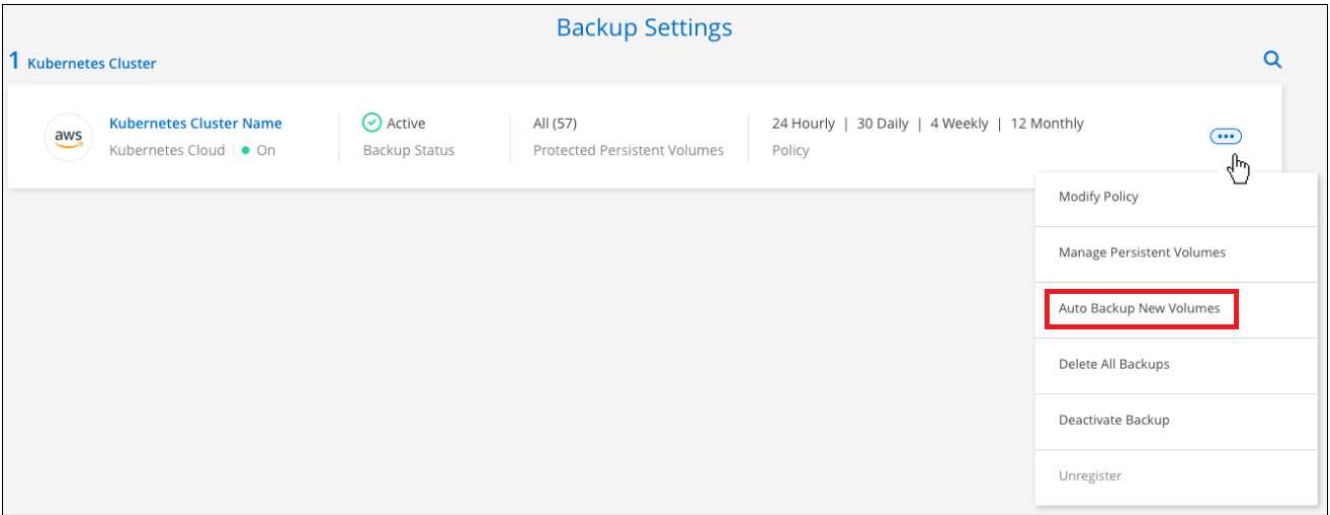 Backup Settings
1 Kubernetes Cluster
aws
Kubernetes Cluster Name
Kubernetes Cloud
On
Active
Backup Status
All (57)
Protected Persistent Volumes
24 Hourly | 30 Daily | 4 Weekly | 12 Monthly
Policy
Modify Policy
Manage Persistent Volumes
Auto Backup New Volumes
Delete All Backups
Deactivate Backup
Unregister